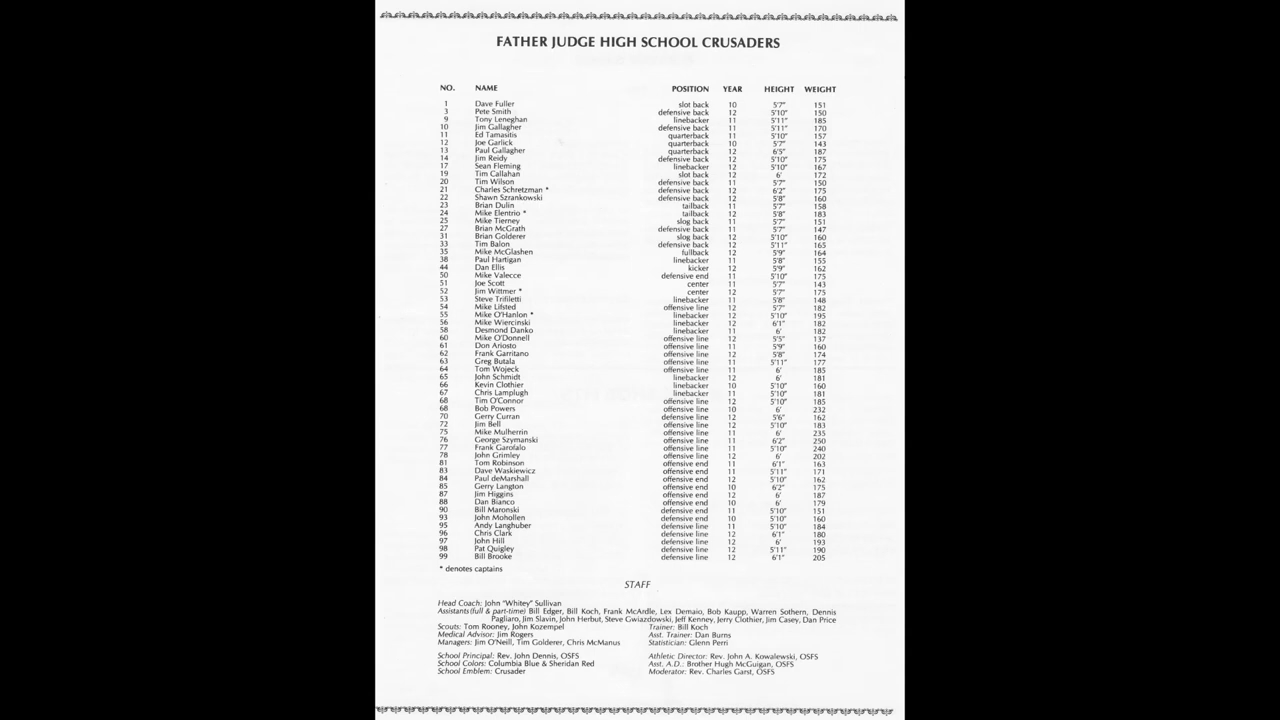 FATHER JUDGE HIGH SCHOOL CRUSADERS
NO. NAME POSITION YEAR HEIGHT WEIGHT
1 Dave Fuller slot back 10 5'7" 151
3 Pete Smith defensive back 12 5'10" 150
9 Tony Leneghan linebacker 11 5'11" 185
10 Jim Gallagher defensive back 11 5'11" 170
11 Ed Tamasitis quarterback 11 5'10" 157
12 Joe Garlick quarterback 10 5'7" 143
13 Paul Gallagher quarterback 12 6'5" 187
14 Jim Reidy defensive back 12 5'10" 175
17 Sean Fleming linebacker 12 5'10" 167
19 Tim Callahan slot back 12 6' 172
20 Tim Wilson defensive back 11 5'7" 150
21 Charles Schretzman * defensive back 12 6'2" 175
22 Shawn Szrankowski defensive back 12 5'8" 160
23 Brian Dulin tailback 11 5'7" 158
24 Mike Elentrio * tailback 12 5'8" 183
25 Mike Tierney slog back 11 5'7" 151
27 Brian McGrath defensive back 11 5'7" 147
31 Brian Golderer slog back 12 5'10" 160
33 Tim Balon defensive back 12 5'11" 165
35 Mike McGlashen fullback 12 5'9" 164
38 Paul Hartigan linebacker 11 5'8" 155
44 Dan Ellis kicker 12 5'9" 162
50 Mike Valecce defensive end 11 5'10" 175
51 Joe Scott center 11 5'7" 143
52 Jim Wittmer * center 12 5'7" 175
53 Steve Trifiletti linebacker 11 5'8" 148
54 Mike Lifsted offensive line 12 5'7" 182
55 Mike O'Hanlon * linebacker 12 5'10" 195
56 Mike Wiercinski linebacker 12 6'1" 182
58 Desmond Danko linebacker 11 6' 182
60 Mike O'Donnell offensive line 12 5'5" 137
61 Don Ariosto offensive line 11 5'9" 160
62 Frank Garritano offensive line 12 5'8" 174
63 Greg Butala offensive line 11 5'11" 177
64 Tom Wojeck offensive line 11 6' 185
65 John Schmidt linebacker 12 6' 181
66 Kevin Clothier linebacker 10 5'10" 160
67 Chris Lamplugh linebacker 11 5'10" 181
68 Tim O'Connor offensive line 12 5'10" 185
68 Bob Powers offensive line 10 6' 232
70 Gerry Curran defensive line 12 5'6" 162
72 Jim Bell offensive line 12 5'10" 183
75 Mike Mulherrin offensive line 11 6' 235
76 George Szymanski offensive line 11 6'2" 250
77 Frank Garofalo offensive line 11 5'10" 240
78 John Grimley offensive line 12 6' 202
81 Tom Robinson offensive end 11 6'1" 163
83 Dave Waskiewicz offensive end 11 5'11" 171
84 Paul deMarshall offensive end 12 5'10" 162
85 Gerry Langton offensive end 10 6'2" 175
87 Jim Higgins offensive end 12 6' 187
88 Dan Bianco offensive end 10 6' 179
90 Bill Maronski defensive end 11 5'10" 151
93 John Mohollen defensive end 10 5'10" 160
95 Andy Langhuber defensive line 11 5'10" 184
96 Chris Clark defensive line 12 6'1" 180
97 John Hill defensive line 12 6' 193
98 Pat Quigley defensive line 12 5'11" 190
99 Bill Brooke defensive line 12 6'1" 205
* denotes captains
STAFF
Head Coach: John "Whitey" Sullivan
Assistants (full & part-time) Bill Edger, Bill Koch, Frank McArdle, Lex Demaio, Bob Kaupp, Warren Sothern, Dennis
Pagliaro, Jim Slavin, John Herbut, Steve Gwiazdowski, Jeff Kenney, Jerry Clothier, Jim Casey, Dan Price
Scouts: Tom Rooney, John Kozempel Trainer: Bill Koch
Medical Advisor: Jim Rogers Asst. Trainer: Dan Burns
Managers: Jim O'Neill, Tim Golderer, Chris McManus Statistician: Glenn Perri
School Principal: Rev. John Dennis, OSFS Athletic Director: Rev. John A. Kowalewski, OSFS
School Colors: Columbia Blue & Sheridan Red Asst. A.D.: Brother Hugh McGuigan, OSFS
School Emblem: Crusader Moderator: Rev. Charles Garst, OSFS